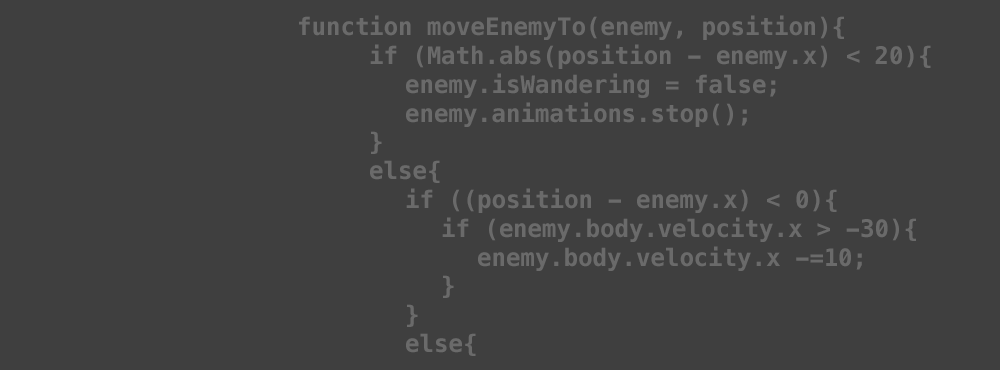 function moveEnemyTo(enemy, position){
if (Math.abs(position – enemy.x) < 20){
enemy.isWandering = false;
enemy.animations.stop();
}
else{
if ((position – enemy.x) < 0){
if (enemy.body.velocity.x > –30){
enemy.body.velocity.x –=10;
}
}
else{